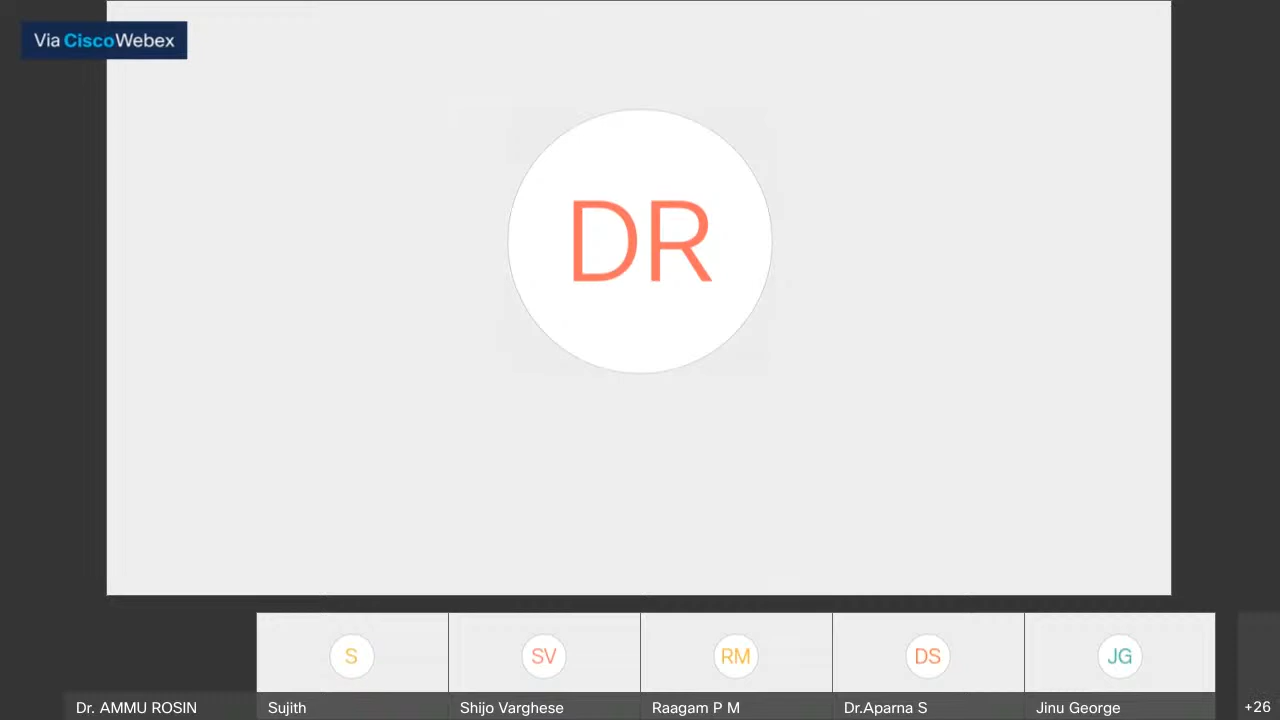 Via CiscoWebex
DR
S
SV
RM
DS
JG
Dr. AMMU ROSIN
Sujith
Shijo Varghese
Raagam P M
Dr.Aparna S
Jinu George
+26